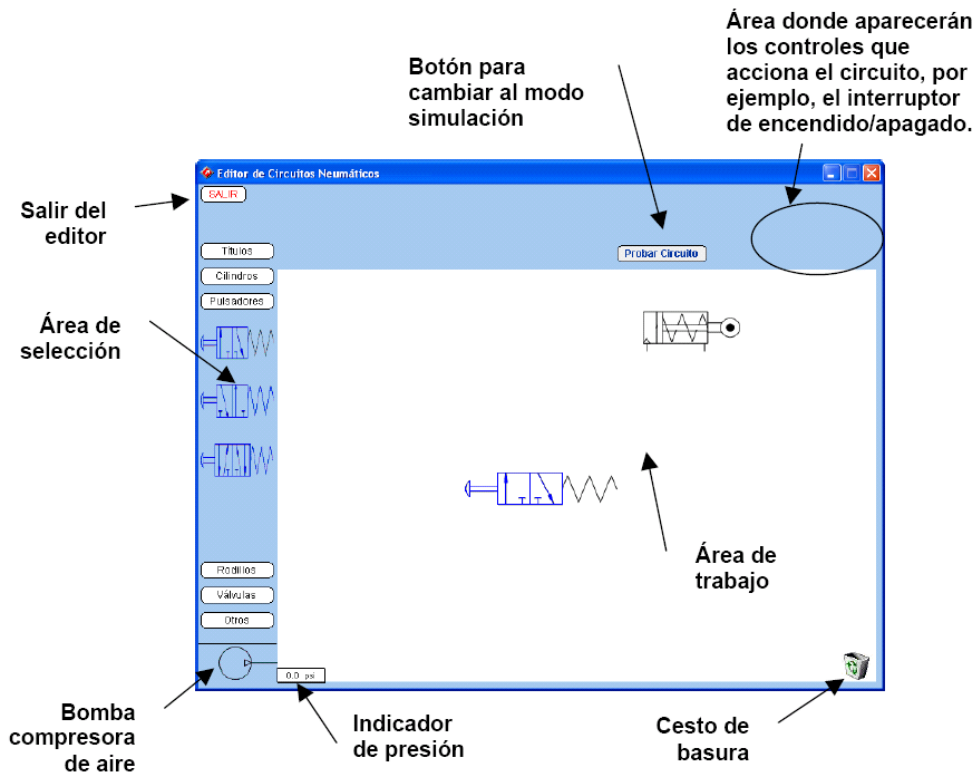 Área donde aparecerán
los controles que
acciona el circuito, por
ejemplo, el interruptor
de encendido/apagado.
Botón para
cambiar al modo
simulación
Editor de Circuitos Neumáticos
SALIR
Salir del
editor
Títulos
Probar Circuito
Cilindros
Pulsadores
Área de
selección
Área de
trabajo
Rodillos
Válvulas
Otros
0.0 psi
Bomba
compresora
de aire
Indicador
de presión
Cesto de
basura